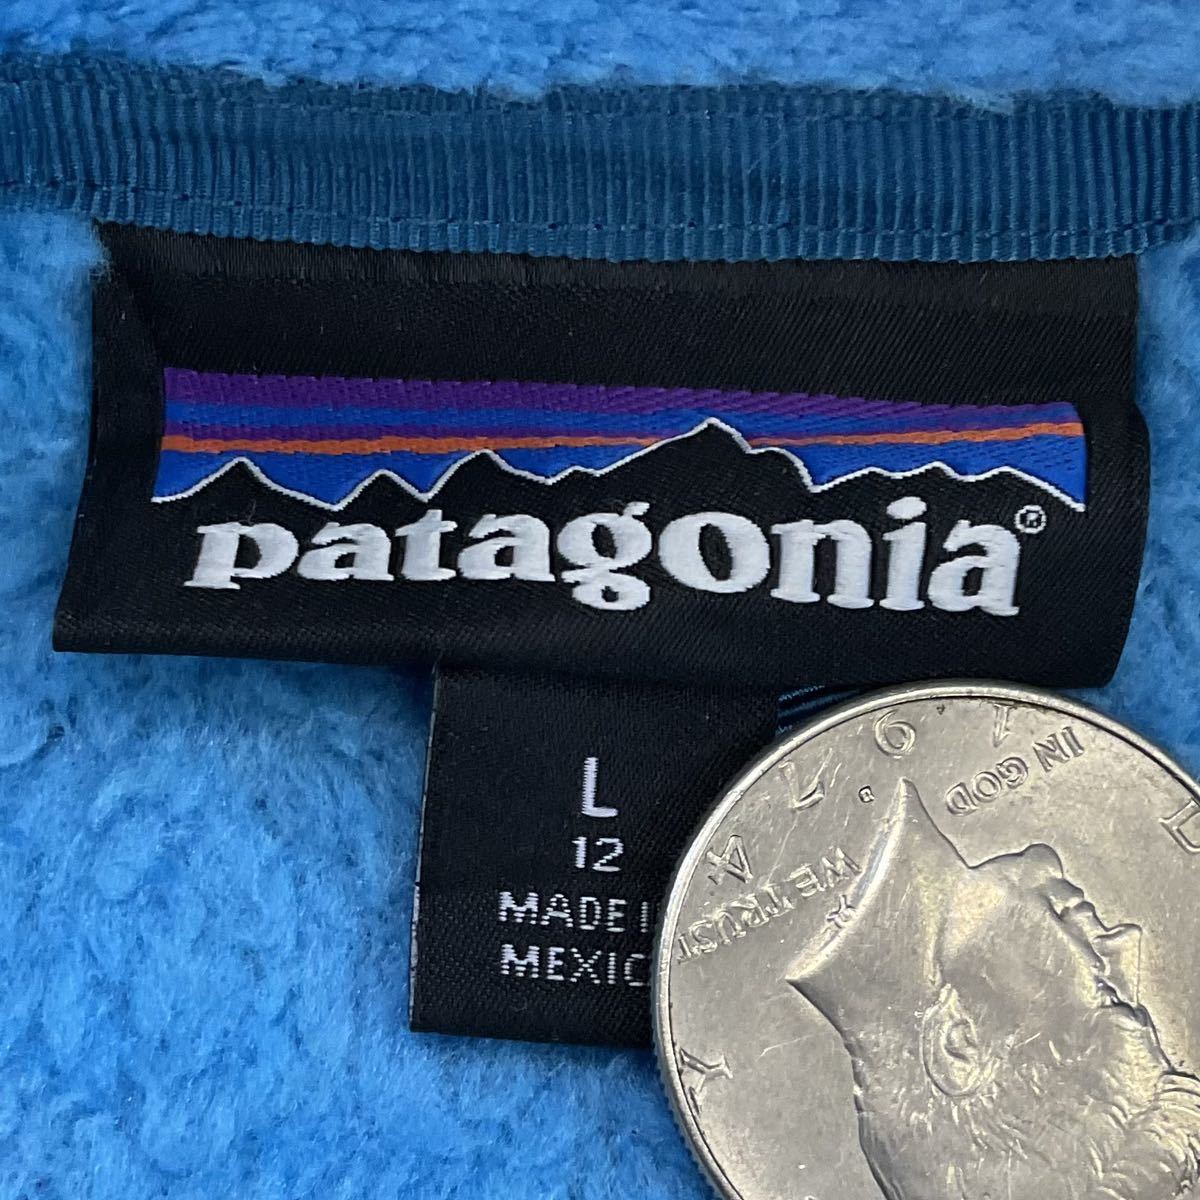 patagonia®
L
12
MADE I
MEXIC
1974
D
IN GOD
WE TRUST
L
Y